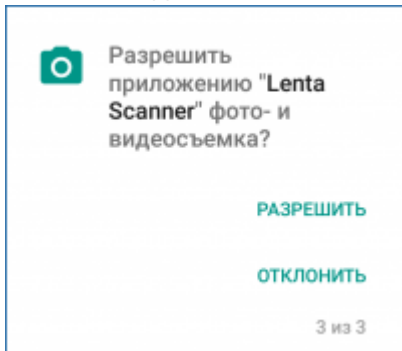 Разрешить
приложению "Lenta
Scanner" фото- и
видеосъемка?
РАЗРЕШИТЬ
ОТКЛОНИТЬ
3 из 3